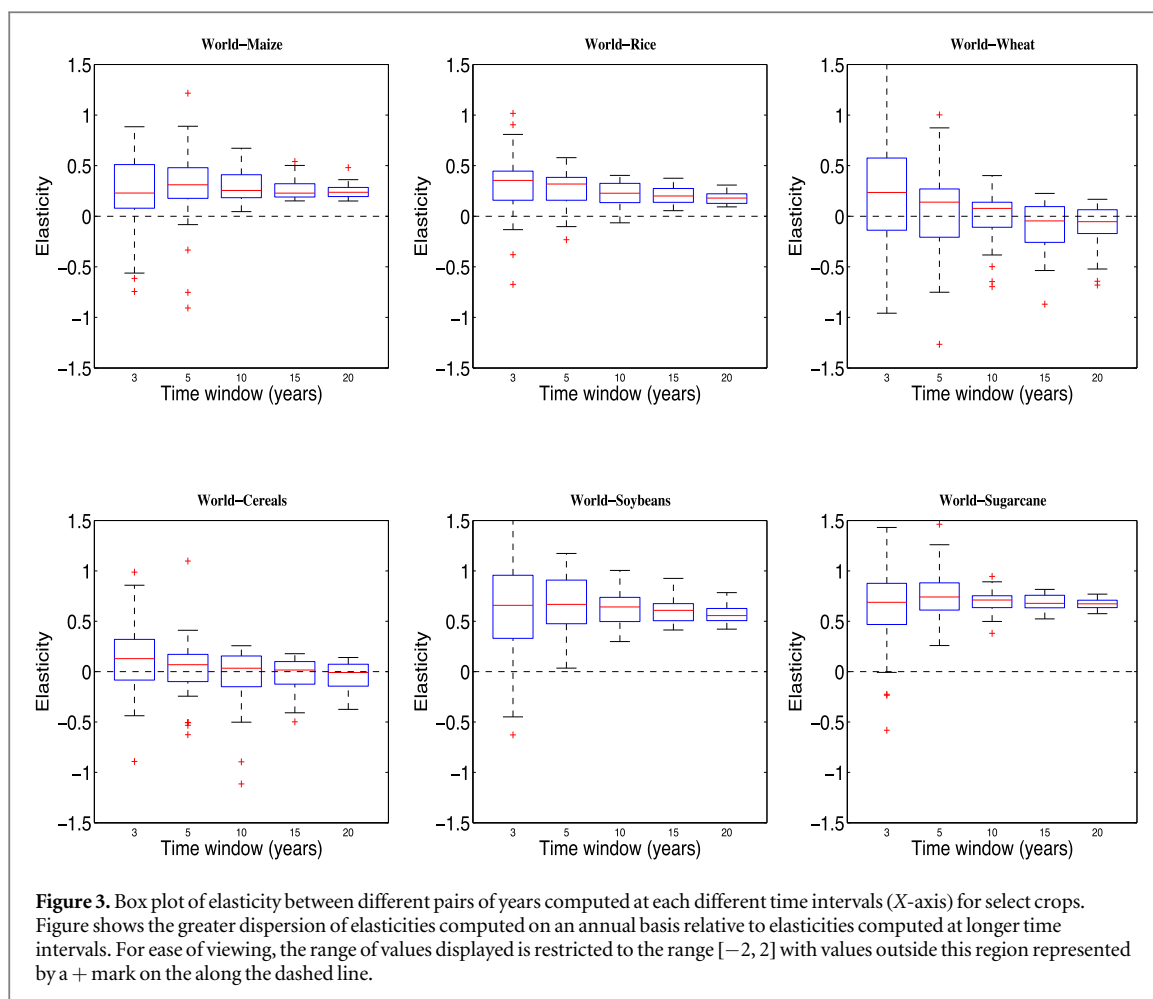 World−Maize
1.5
1
0.5
0
−0.5
−1
−1.5
Elasticity
3 5 10 15 20
Time window (years)
World−Rice
1.5
1
0.5
0
−0.5
−1
−1.5
Elasticity
3 5 10 15 20
Time window (years)
World−Wheat
1.5
1
0.5
0
−0.5
−1
−1.5
Elasticity
3 5 10 15 20
Time window (years)
World−Cereals
1.5
1
0.5
0
−0.5
−1
−1.5
Elasticity
3 5 10 15 20
Time window (years)
World−Soybeans
1.5
1
0.5
0
−0.5
−1
−1.5
Elasticity
3 5 10 15 20
Time window (years)
World−Sugarcane
1.5
1
0.5
0
−0.5
−1
−1.5
Elasticity
3 5 10 15 20
Time window (years)
Figure 3. Box plot of elasticity between different pairs of years computed at each different time intervals (X-axis) for select crops.
Figure shows the greater dispersion of elasticities computed on an annual basis relative to elasticities computed at longer time
intervals. For ease of viewing, the range of values displayed is restricted to the range [−2, 2] with values outside this region represented
by a + mark on the along the dashed line.